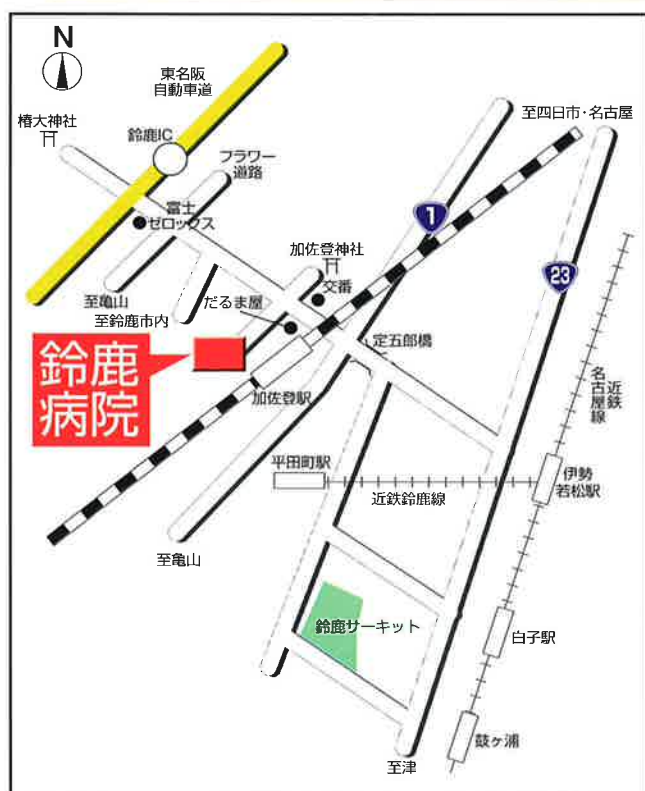 N
東名阪
自動車道
椿大神社
鈴鹿IC
フラワー
道路
至四日市・名古屋
富士
ゼロックス
1
加佐登神社
交番
23
至亀山
至鈴鹿市内
だるま屋
定五郎橋
鈴鹿
病院
加佐登駅
近鉄
名古屋線
平田町駅
近鉄鈴鹿線
伊勢
若松駅
至亀山
鈴鹿サーキット
白子駅
鼓ヶ浦
至津